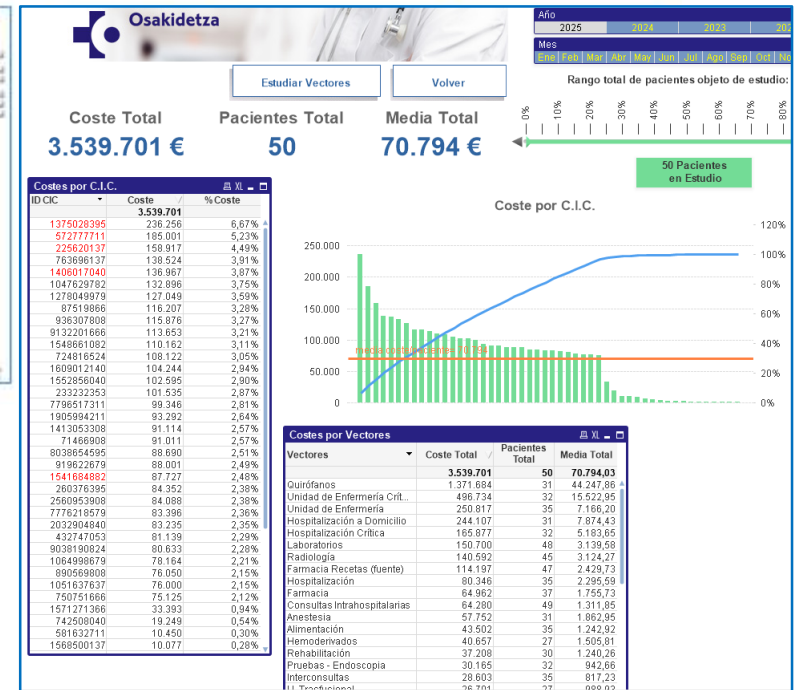 Osakidetza
Año
2025 2024 2023
Mes
Ene Feb Mar Abr May Jun Jul Ago Sep Oct
Estudiar Vectores Volver
Rango total de pacientes objeto de estudio:
0% 10% 20% 30% 40% 50% 60% 70% 80%
Coste Total Pacientes Total Media Total
3.539.701 € 50 70.794 €
50 Pacientes
en Estudio
Costes por C.I.C. XL
ID CIC Coste % Coste
3.539.701
1375028395 236.256 6,67%
572777711 185.001 5,23%
225620137 158.917 4,49%
763696137 138.524 3,91%
1406017040 136.967 3,87%
1047629782 132.896 3,75%
1278049979 127.049 3,59%
87519866 116.207 3,28%
936307808 115.876 3,27%
9132201666 113.653 3,21%
1548661082 110.162 3,11%
724816524 108.122 3,05%
1609012140 104.244 2,94%
1552856040 102.595 2,90%
233232353 101.535 2,87%
7796517311 99.346 2,81%
1905994211 93.292 2,64%
1413053308 91.114 2,57%
71466908 91.011 2,57%
8038654595 88.690 2,51%
919622679 88.001 2,49%
1541684882 87.727 2,48%
260376395 84.352 2,38%
2560953908 84.088 2,38%
7776218579 83.396 2,36%
2032904840 83.235 2,35%
432747053 81.139 2,29%
9038190824 80.633 2,28%
1064998679 78.164 2,21%
890569808 76.050 2,15%
1051637637 76.000 2,15%
750751666 75.125 2,12%
1571271366 33.393 0,94%
742508040 19.249 0,54%
581632711 10.450 0,30%
1568500137 10.077 0,28%
Coste por C.I.C.
120%
250.000 100%
200.000 80%
150.000 60%
100.000 40%
media coste/paciente= 70.794
50.000 20%
0 0%
Costes por Vectores XL
Vectores Coste Total Pacientes Total Media Total
3.539.701 50 70.794,03
Quirófanos 1.371.684 31 44.247,86
Unidad de Enfermería Crít... 496.734 32 15.522,95
Unidad de Enfermería 250.817 35 7.166,20
Hospitalización a Domicilio 244.107 31 7.874,43
Hospitalización Crítica 165.877 32 5.183,65
Laboratorios 150.700 48 3.139,58
Radiología 140.592 45 3.124,27
Farmacia Recetas (fuente) 114.197 47 2.429,73
Hospitalización 80.346 35 2.295,59
Farmacia 64.962 37 1.755,73
Consultas Intrahospitalarias 64.280 49 1.311,85
Anestesia 57.752 31 1.862,95
Alimentación 43.502 35 1.242,92
Hemoderivados 40.657 27 1.505,81
Rehabilitación 37.208 30 1.240,26
Pruebas - Endoscopia 30.165 32 942,66
Interconsultas 28.603 35 817,23
U. Trasfucional 26.701 27 988,93